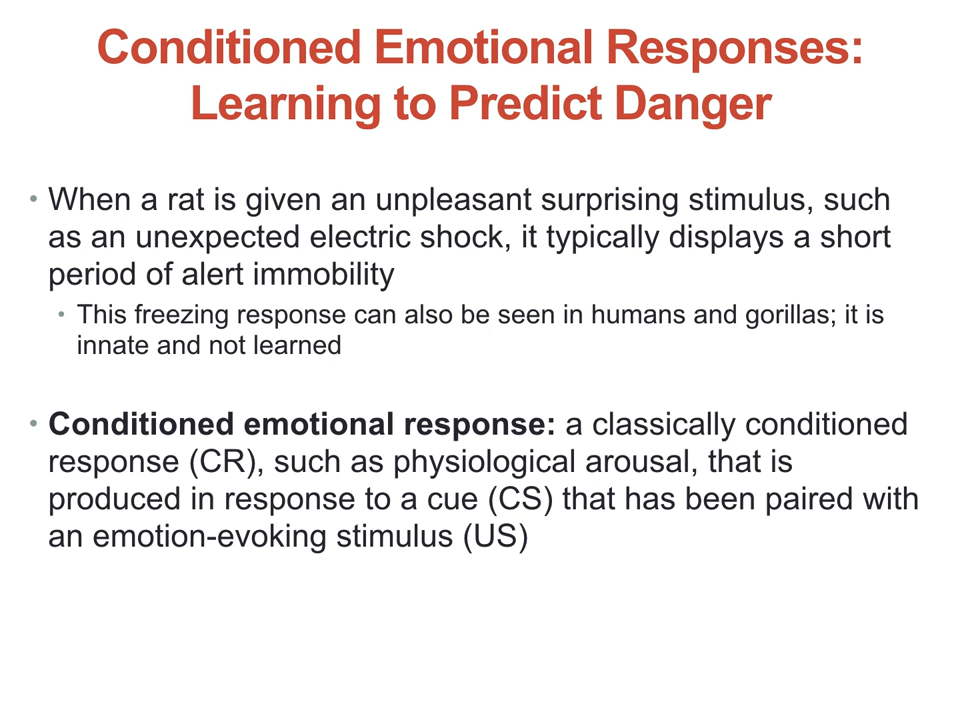 Conditioned Emotional Responses:
Learning to Predict Danger
• When a rat is given an unpleasant surprising stimulus, such
as an unexpected electric shock, it typically displays a short
period of alert immobility
• This freezing response can also be seen in humans and gorillas; it is
innate and not learned
• Conditioned emotional response: a classically conditioned
response (CR), such as physiological arousal, that is
produced in response to a cue (CS) that has been paired with
an emotion-evoking stimulus (US)